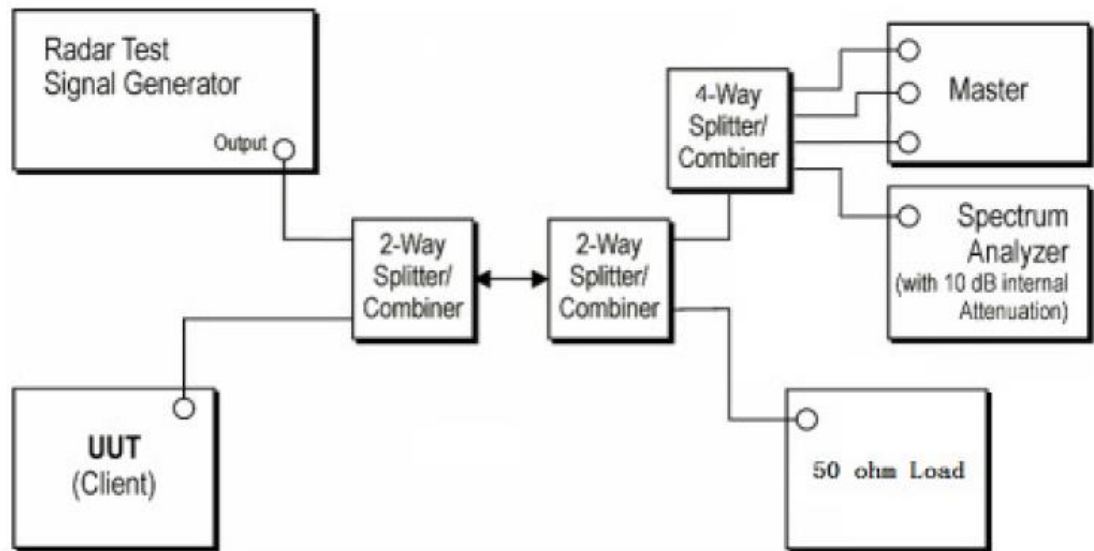 Radar Test
Signal Generator
Output
4-Way
Splitter/
Combiner
Master
2-Way
Splitter/
Combiner
2-Way
Splitter/
Combiner
Spectrum
Analyzer
(with 10 dB internal
Attenuation)
UUT
(Client)
50 ohm Load